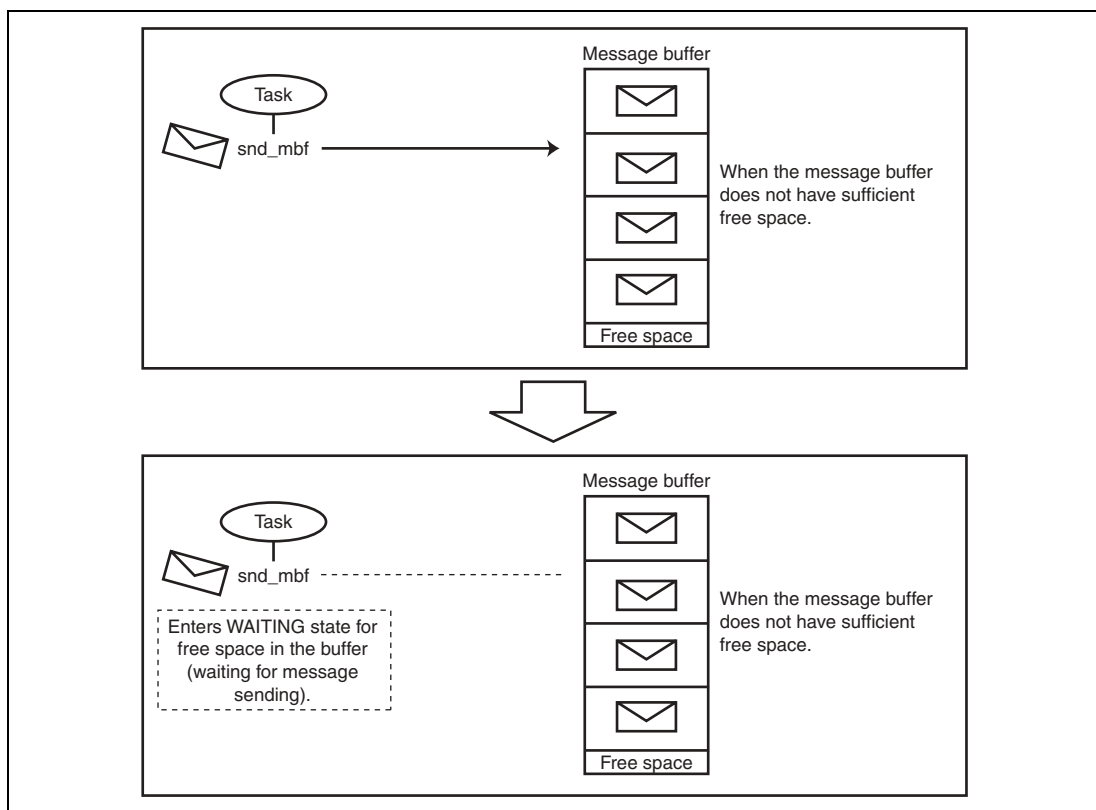 Message buffer
Task
snd_mbf
When the message buffer
does not have sufficient
free space.
Free space
Message buffer
Task
snd_mbf
Enters WAITING state for
free space in the buffer
(waiting for message
sending).
When the message buffer
does not have sufficient
free space.
Free space